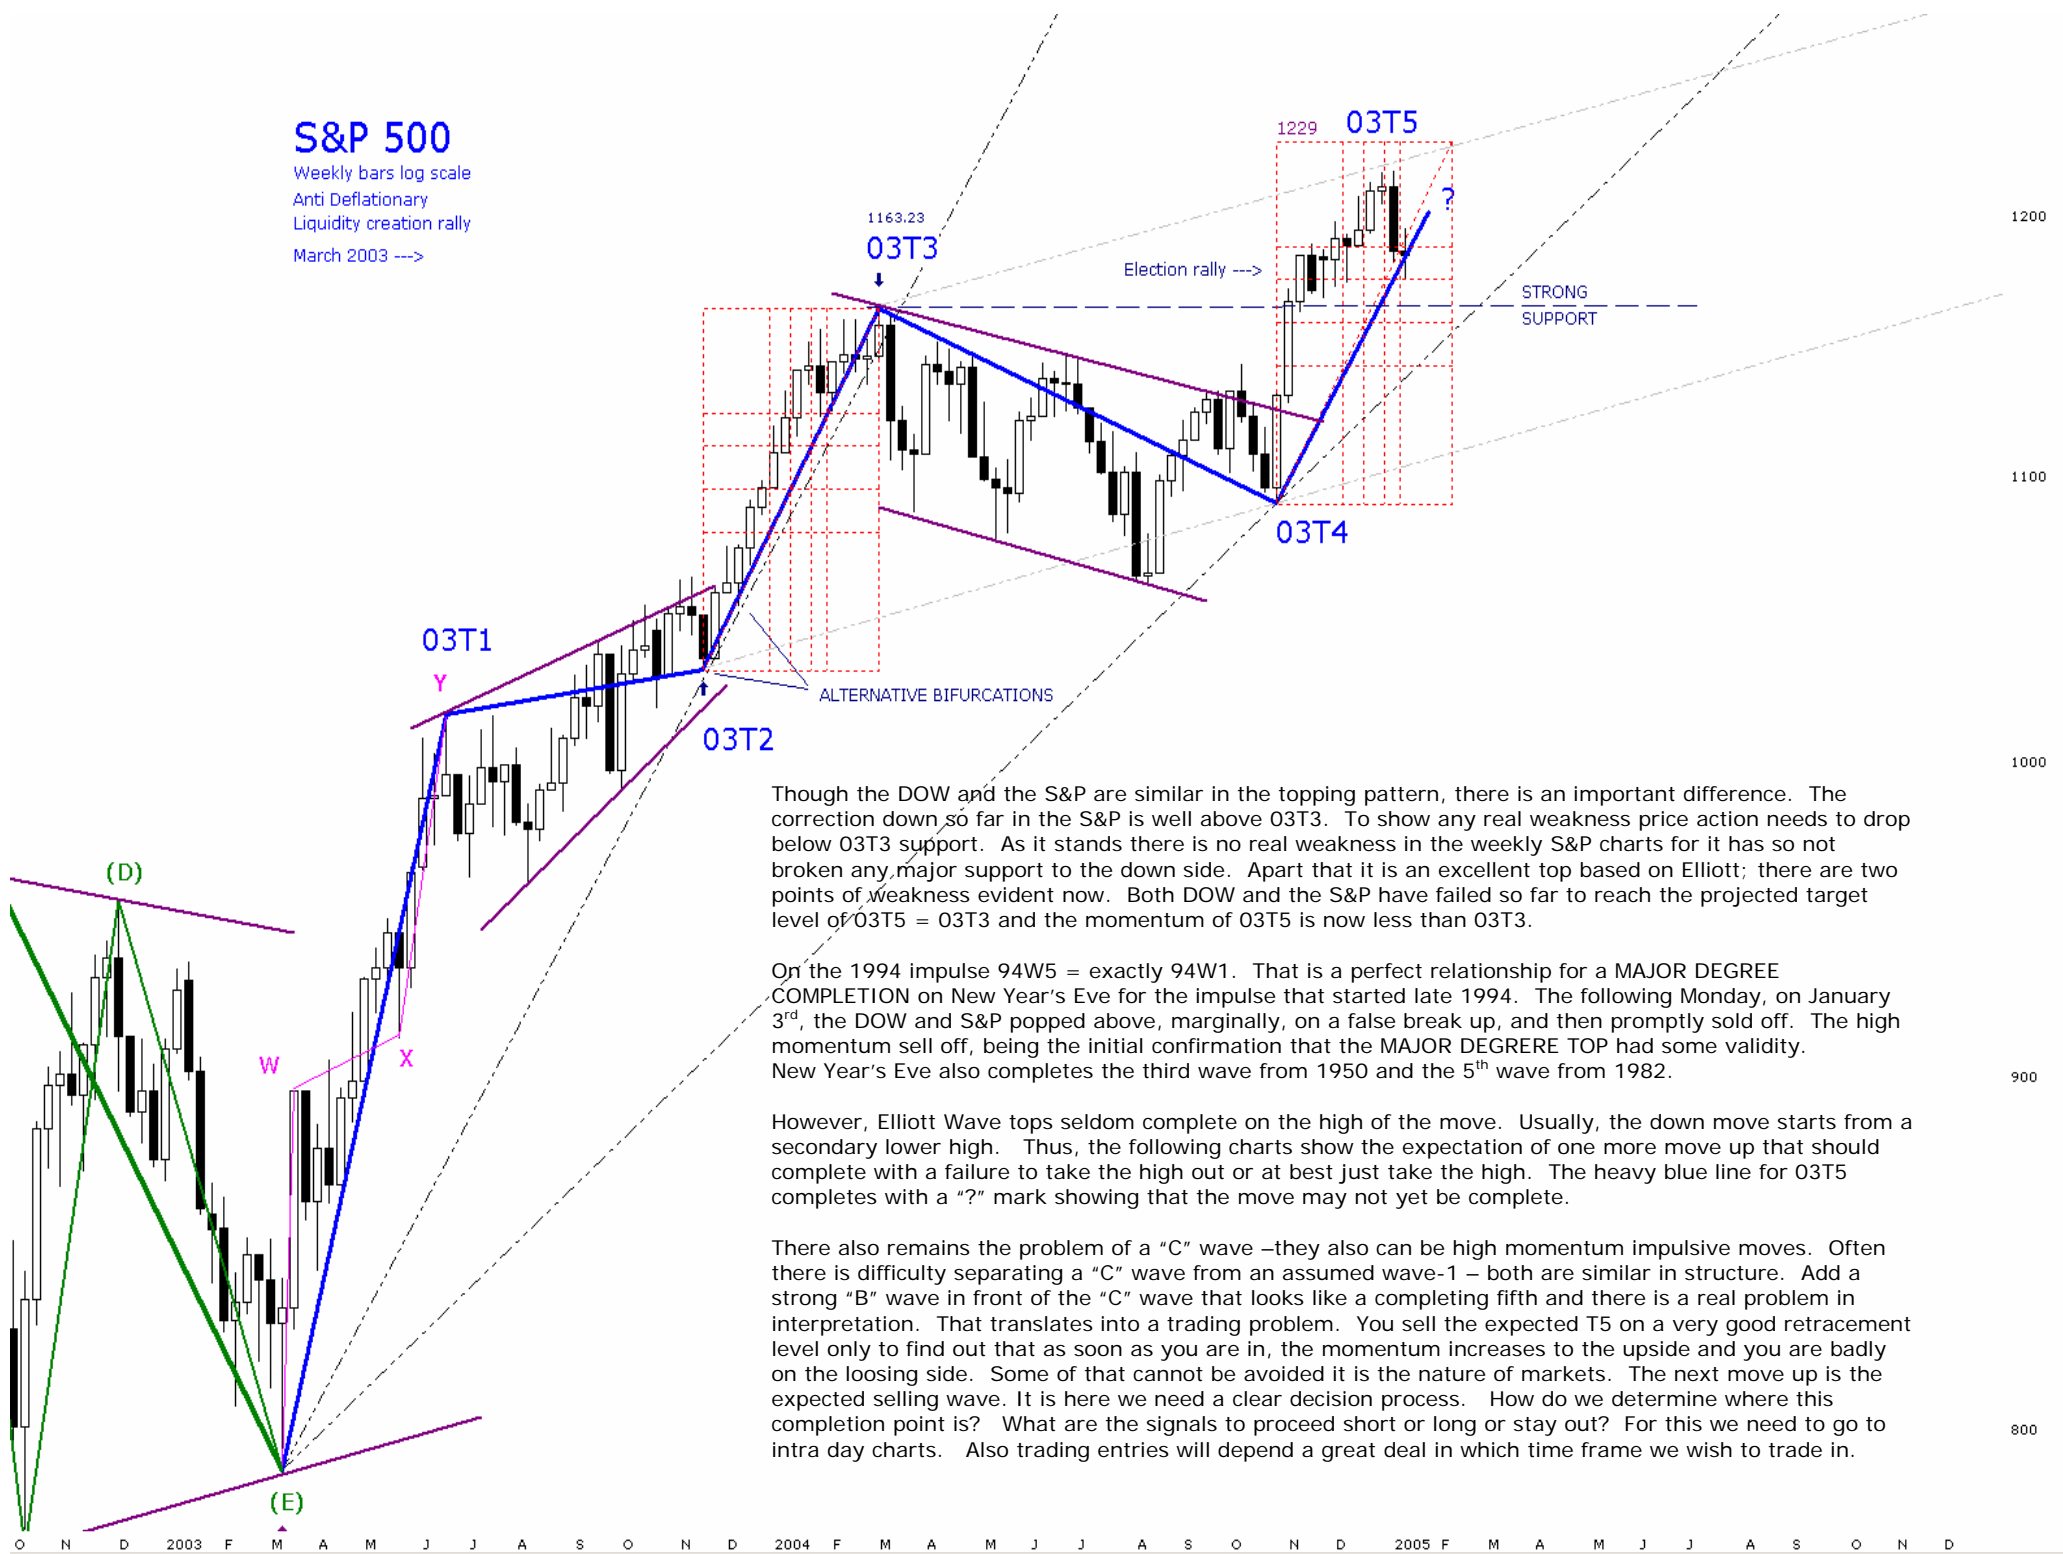 S&P 500
Weekly bars log scale
Anti Deflationary
Liquidity creation rally
March 2003 --->
1229
03T5
?
1200
1163.23
03T3
Election rally --->
STRONG
SUPPORT
1100
03T4
03T1
Y
ALTERNATIVE BIFURCATIONS
03T2
1000
Though the DOW and the S&P are similar in the topping pattern, there is an important difference. The
correction down so far in the S&P is well above 03T3. To show any real weakness price action needs to drop
below 03T3 support. As it stands there is no real weakness in the weekly S&P charts for it has so not
broken any major support to the down side. Apart that it is an excellent top based on Elliott; there are two
points of weakness evident now. Both DOW and the S&P have failed so far to reach the projected target
level of 03T5 = 03T3 and the momentum of 03T5 is now less than 03T3.
(D)
On the 1994 impulse 94W5 = exactly 94W1. That is a perfect relationship for a MAJOR DEGREE
COMPLETION on New Year's Eve for the impulse that started late 1994. The following Monday, on January
3rd, the DOW and S&P popped above, marginally, on a false break up, and then promptly sold off. The high
momentum sell off, being the initial confirmation that the MAJOR DEGRERE TOP had some validity.
New Year's Eve also completes the third wave from 1950 and the 5th wave from 1982.
W
X
900
However, Elliott Wave tops seldom complete on the high of the move. Usually, the down move starts from a
secondary lower high. Thus, the following charts show the expectation of one more move up that should
complete with a failure to take the high out or at best just take the high. The heavy blue line for 03T5
completes with a "?" mark showing that the move may not yet be complete.
There also remains the problem of a "C" wave –they also can be high momentum impulsive moves. Often
there is difficulty separating a "C" wave from an assumed wave-1 – both are similar in structure. Add a
strong "B" wave in front of the "C" wave that looks like a completing fifth and there is a real problem in
interpretation. That translates into a trading problem. You sell the expected T5 on a very good retracement
level only to find out that as soon as you are in, the momentum increases to the upside and you are badly
on the loosing side. Some of that cannot be avoided it is the nature of markets. The next move up is the
expected selling wave. It is here we need a clear decision process. How do we determine where this
completion point is? What are the signals to proceed short or long or stay out? For this we need to go to
intra day charts. Also trading entries will depend a great deal in which time frame we wish to trade in.
800
(E)
O N D 2003 F M A M J J A S O N D 2004 F M A M J J A S O N D 2005 F M A M J J A S O N D